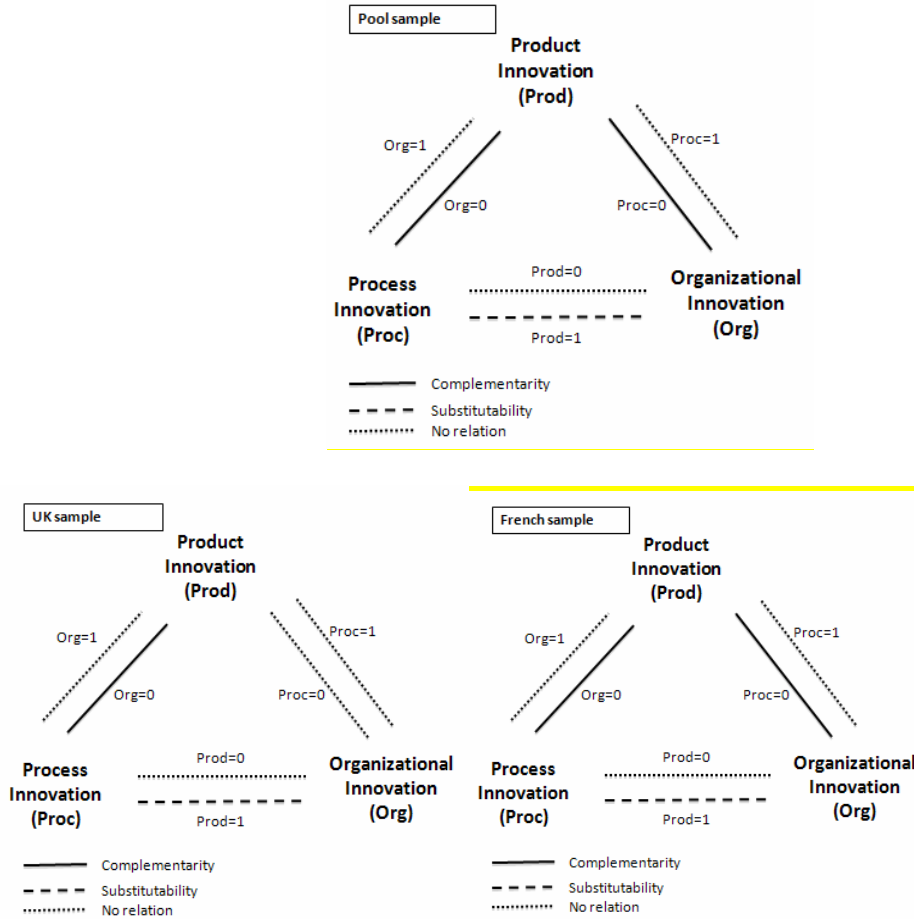 Pool sample
Product
Innovation
(Prod)
Org=1
Proc=1
Org=0
Proc=0
Prod=0
Process
Innovation
(Proc)
Organizational
Innovation
(Org)
Prod=1
Complementarity
Substitutability
No relation
UK sample
Product
Innovation
(Prod)
Org=1
Proc=1
Org=0
Proc=0
Prod=0
Process
Innovation
(Proc)
Organizational
Innovation
(Org)
Prod=1
Complementarity
Substitutability
No relation
French sample
Product
Innovation
(Prod)
Org=1
Proc=1
Org=0
Proc=0
Prod=0
Process
Innovation
(Proc)
Organizational
Innovation
(Org)
Prod=1
Complementarity
Substitutability
No relation